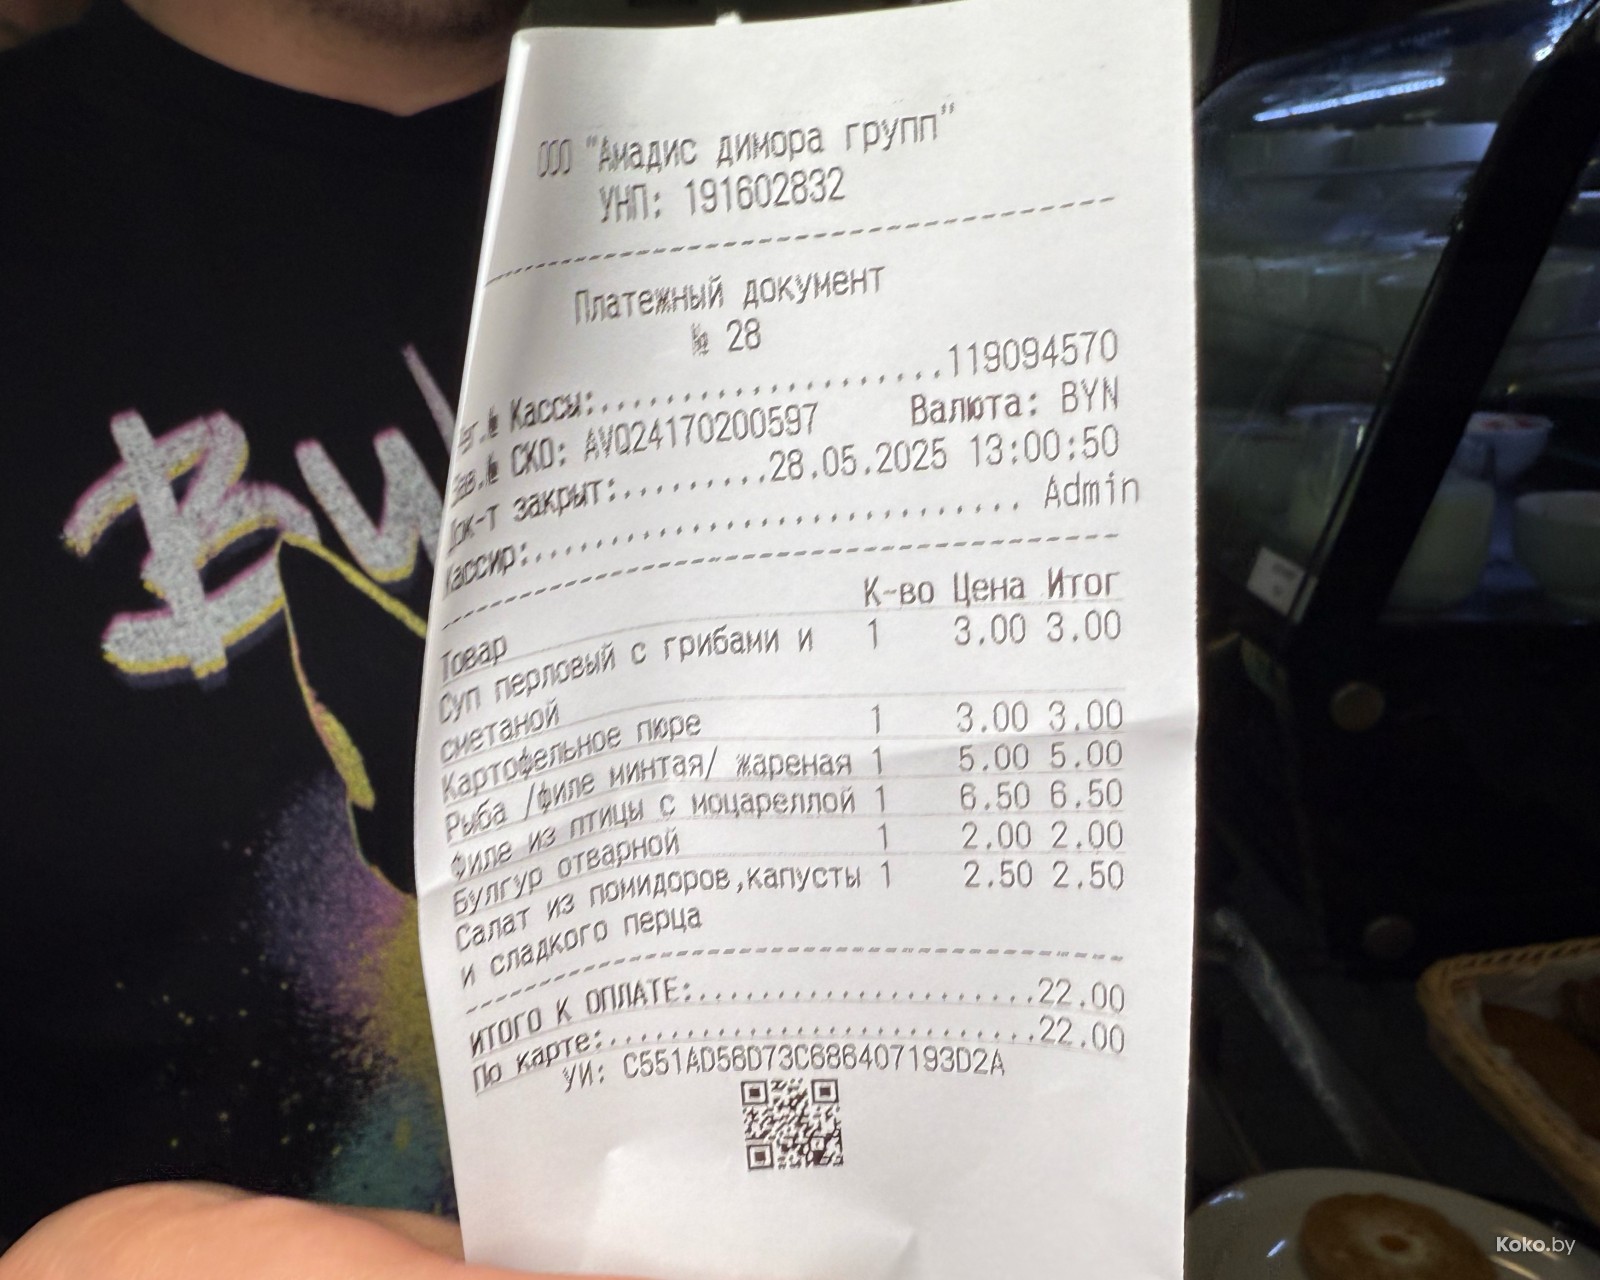 ООО "Амадис димора групп"
УНП: 191602832
Платежный документ
№ 28
Кассы:.....................119094570
СКО: AVQ24170200597 Валюта: BYN
Док-т закрыт:.........28.05.2025 13:00:50
Кассир:.............................. Admin
Товар К-во Цена Итог
Суп перловый с грибами и 1 3.00 3.00
сметаной
Картофельное пюре 1 3.00 3.00
Рыба /филе минтая/ жареная 1 5.00 5.00
Филе из птицы с моцареллой 1 6.50 6.50
Булгур отварной 1 2.00 2.00
Салат из помидоров,капусты 1 2.50 2.50
и сладкого перца
ИТОГО К ОПЛАТЕ:.....................22.00
По карте:...........................22.00
УИ: C551AD56D73C686407193D2A
Bu
Koko.by